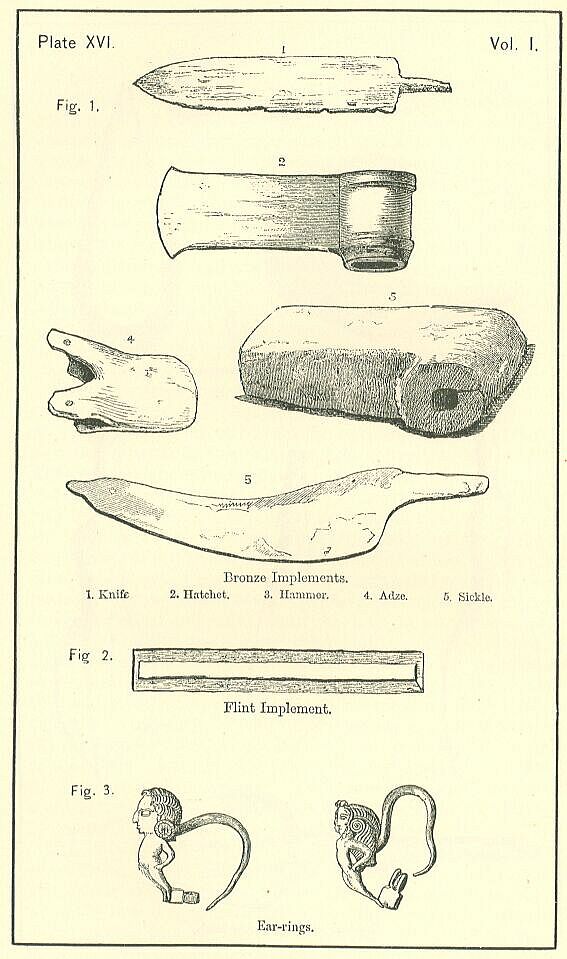 Plate XVI. Vol. I.
1
Fig. 1.
2
3
4
5
Bronze Implements.
1. Knife 2. Hatchet. 3. Hammer. 4. Adze. 5. Sickle.
Fig 2.
Flint Implement.
Fig. 3.
Ear-rings.